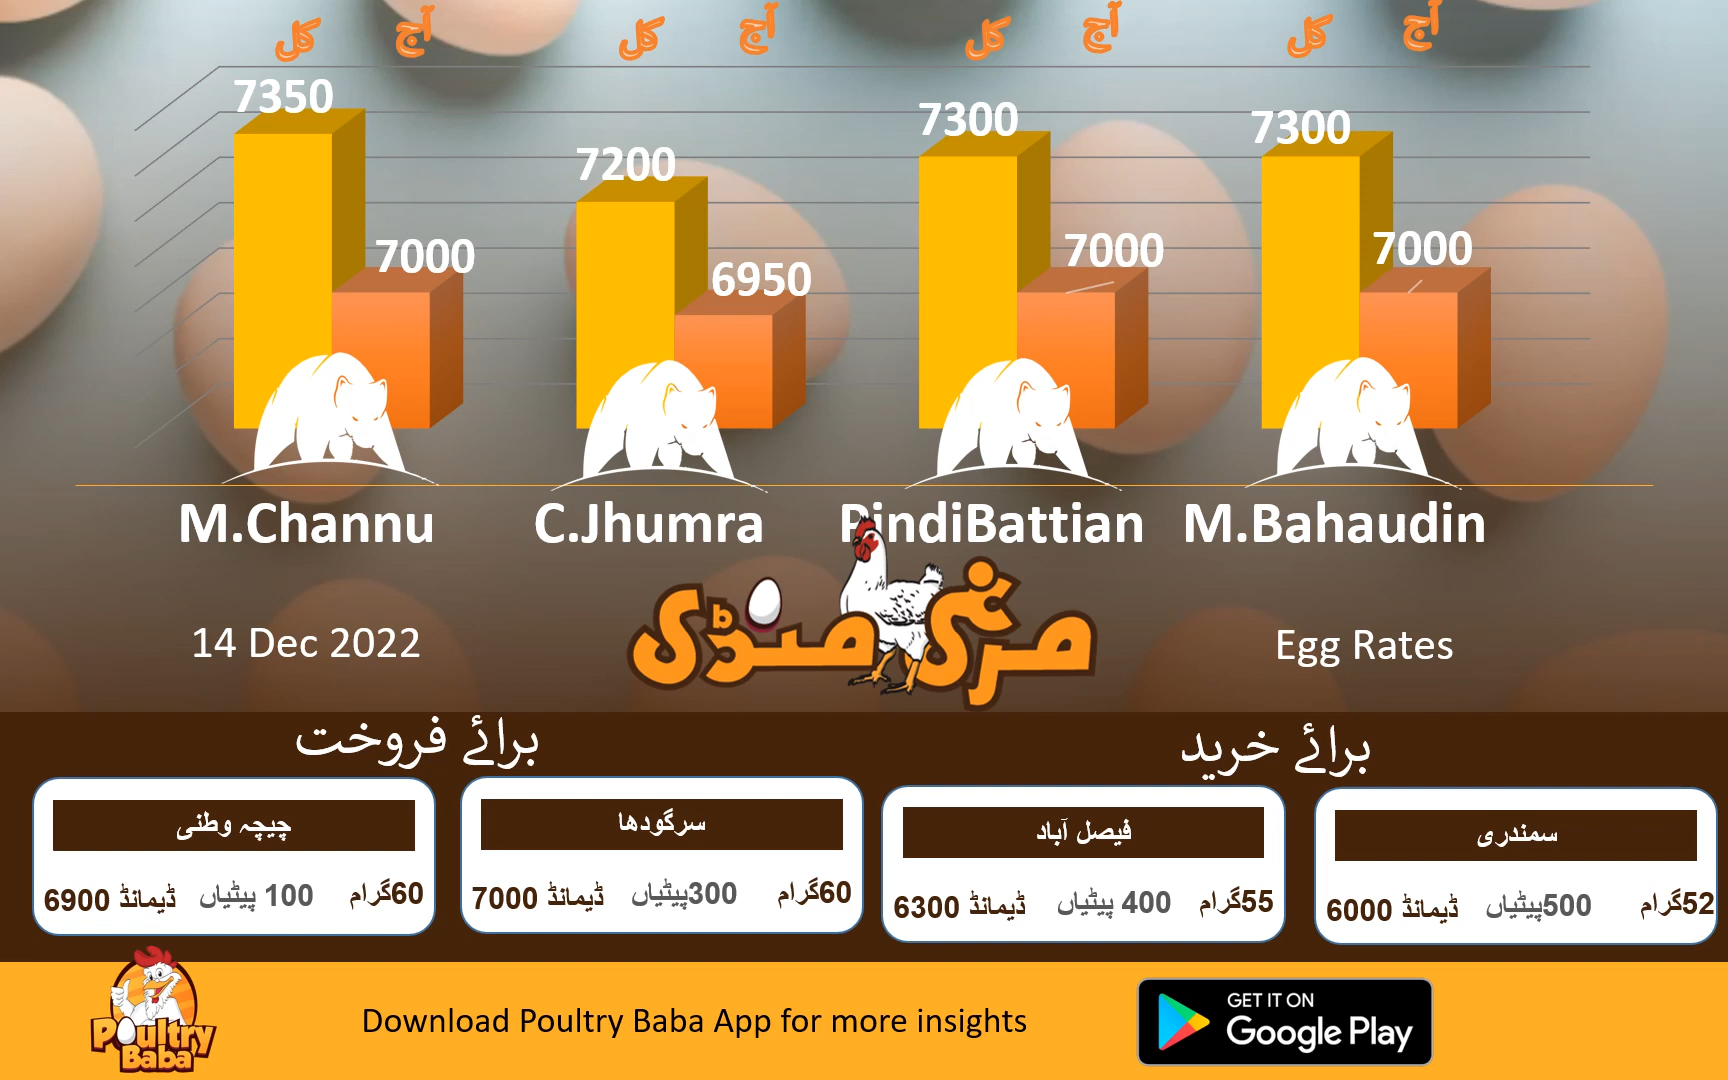 کل آج کل آج کل آج کل آج
7350 7200 7300 7300
7000 6950 7000 7000
M.Channu C.Jhumra PindiBattian M.Bahaudin
14 Dec 2022
مرغی منڈی
Egg Rates
برائے فروخت
برائے خرید
چیچہ وطنی
60گرام 100 پیٹیاں ڈیمانڈ 6900
سرگودھا
60گرام 300پیٹیاں ڈیمانڈ 7000
فیصل آباد
55گرام 400 پیٹیاں ڈیمانڈ 6300
سمندری
52گرام 500پیٹیاں ڈیمانڈ 6000
Poultry
Baba
Download Poultry Baba App for more insights
GET IT ON
Google Play